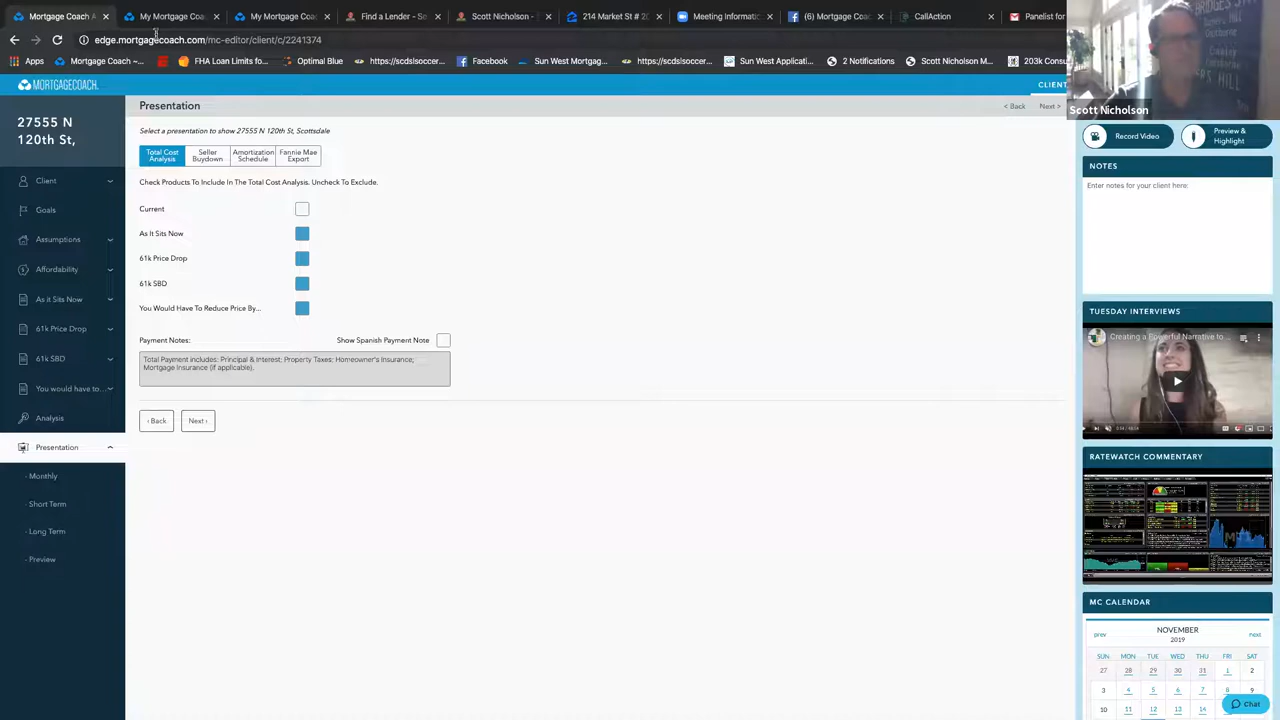 My Mortgage Coac
My Mortgage Coac
My Mortgage Coac
Find a Lender - So
Scott Nicholson -
214 Market St # 20
Meeting Informatio
(6) Mortgage Coac
CallAction
Panelist for
edge.mortgagecoach.com/mc-editor/client/c/2241374
Apps
Mortgage Coach ~...
FHA Loan Limits fo...
Optimal Blue
https://scdslsoccer...
Facebook
Sun West Mortgag...
https://scdslsoccer...
Sun West Applicati...
2 Notification
Scott Nicholson M...
203k Consu
MORTGAGECOACH.
CLIENT
27555 N
120th St,
Client
Goals
Assumptions
Affordability
As it Sits Now
61k Price Drop
61k SBD
You would have to...
Analysis
Presentation
- Monthly
- Short Term
- Long Term
- Preview
Presentation
< Back
Next >
Select a presentation to show 27555 N 120th St, Scottsdale
Total Cost Analysis
Seller Buydown
Amortization Schedule
Fannie Mae Export
Check Products To Include In The Total Cost Analysis. Uncheck To Exclude.
Current
As It Sits Now
61k Price Drop
61k SBD
You Would Have To Reduce Price By...
Payment Notes:
Show Spanish Payment Note
Total Payment includes: Principal & Interest; Property Taxes; Homeowner's Insurance;
Mortgage Insurance (if applicable).
‹ Back
Next ›
Scott Nicholson
Record Video
Preview &
Highlight
NOTES
Enter notes for your client here:
TUESDAY INTERVIEWS
Creating a Powerful Narrative to ...
RATEWATCH COMMENTARY
MC CALENDAR
prev
NOVEMBER
next
2019
SUN MON TUE WED THU FRI SAT
27 28 29 30 31 1 2
3 4 5 6 7 8 9
10 11 12 13 14
Chat